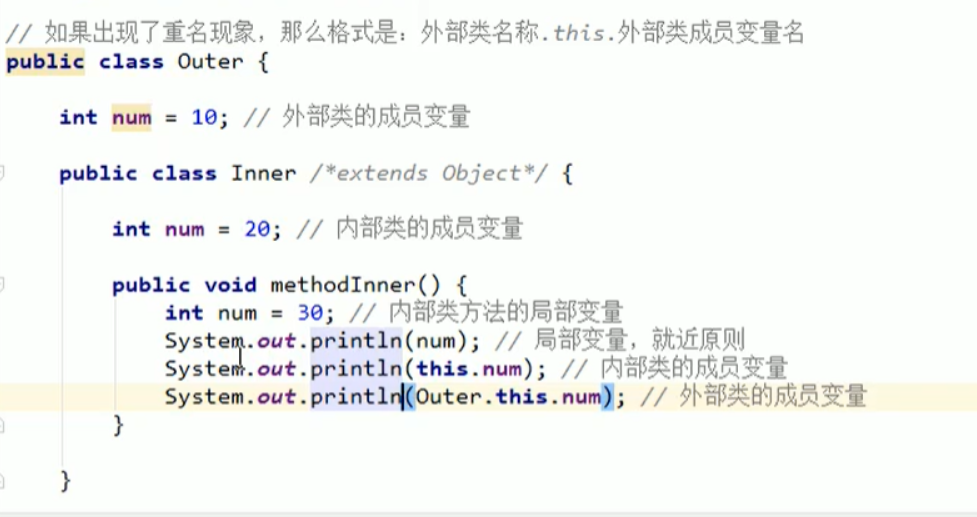 // 如果出现了重名现象，那么格式是：外部类名称.this.外部类成员变量名
public class Outer {
int num = 10; // 外部类的成员变量
public class Inner /*extends Object*/ {
int num = 20; // 内部类的成员变量
public void methodInner() {
int num = 30; // 内部类方法的局部变量
System.out.println(num); // 局部变量，就近原则
System.out.println(this.num); // 内部类的成员变量
System.out.println(Outer.this.num); // 外部类的成员变量
}
}